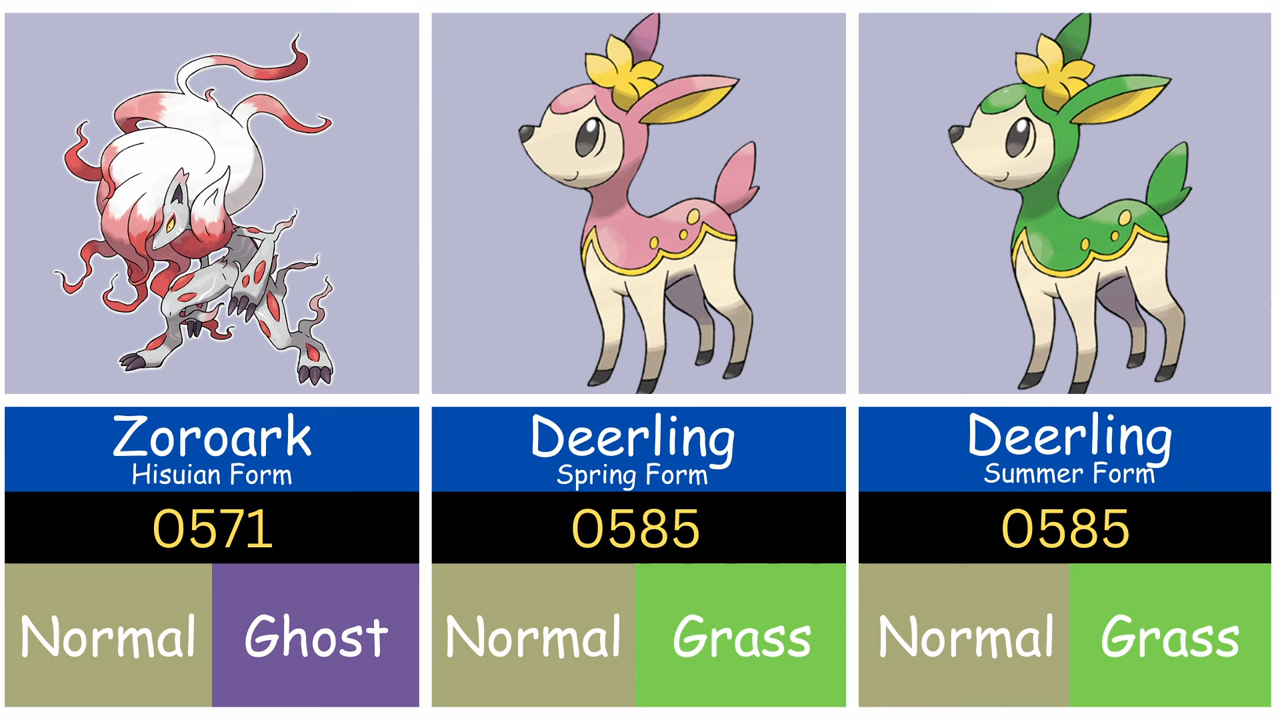 Zoroark
Hisuian Form
0571
Normal Ghost
Deerling
Spring Form
0585
Normal Grass
Deerling
Summer Form
0585
Normal Grass